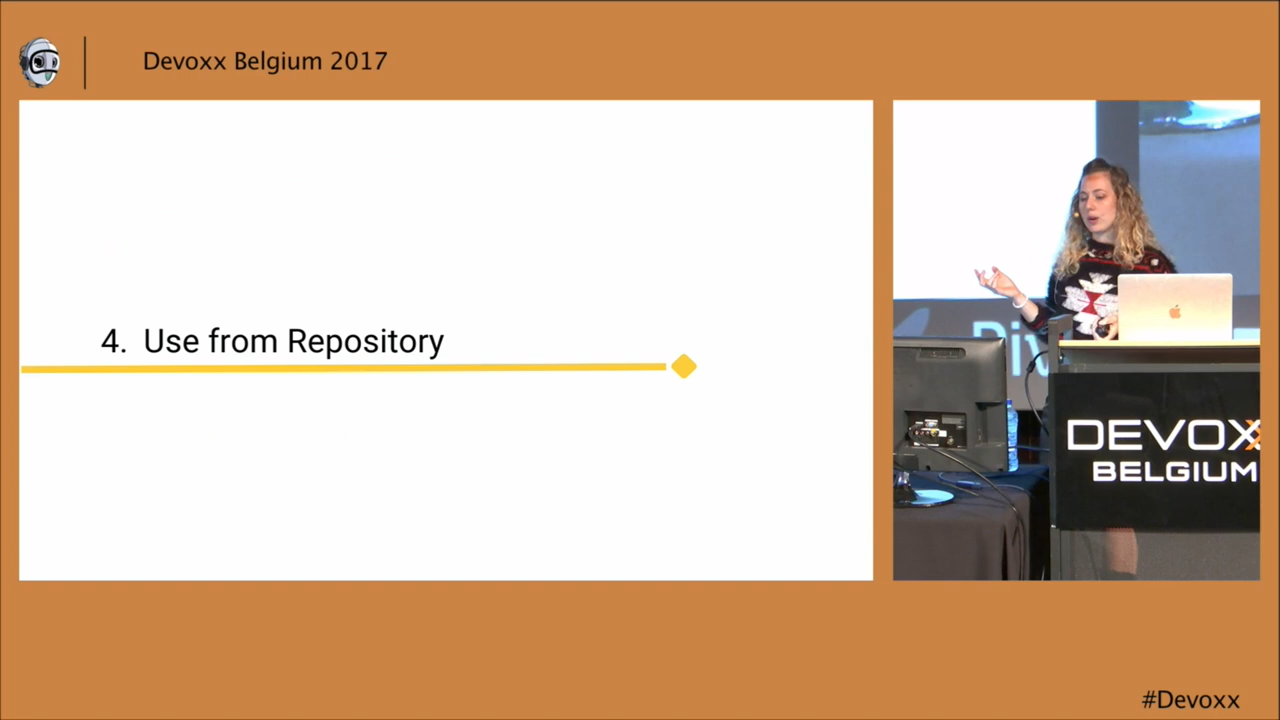 Devoxx Belgium 2017
4. Use from Repository
DEVOXX
BELGIUM
#Devoxx